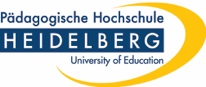 Pädagogische Hochschule
HEIDELBERG
University of Education